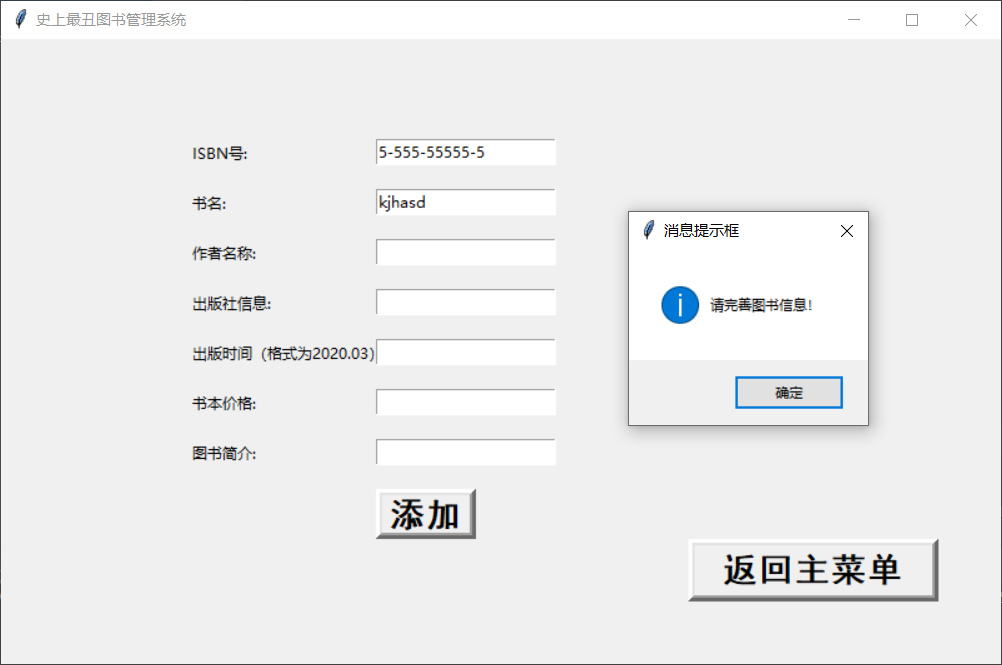 史上最丑图书管理系统
ISBN号: 5-555-55555-5
书名: kjhasd
作者名称:
出版社信息:
出版时间（格式为2020.03）
书本价格:
图书简介:
添加
返回主菜单
消息提示框
请完善图书信息!
确定